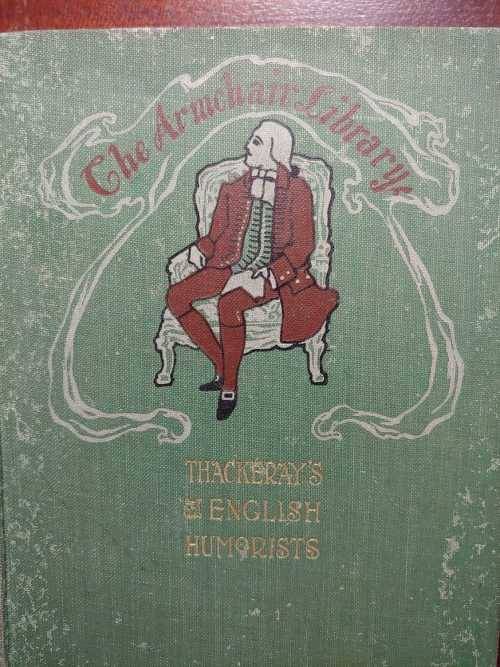 The Armchair Library
THACKERAY'S
ENGLISH
HUMORISTS